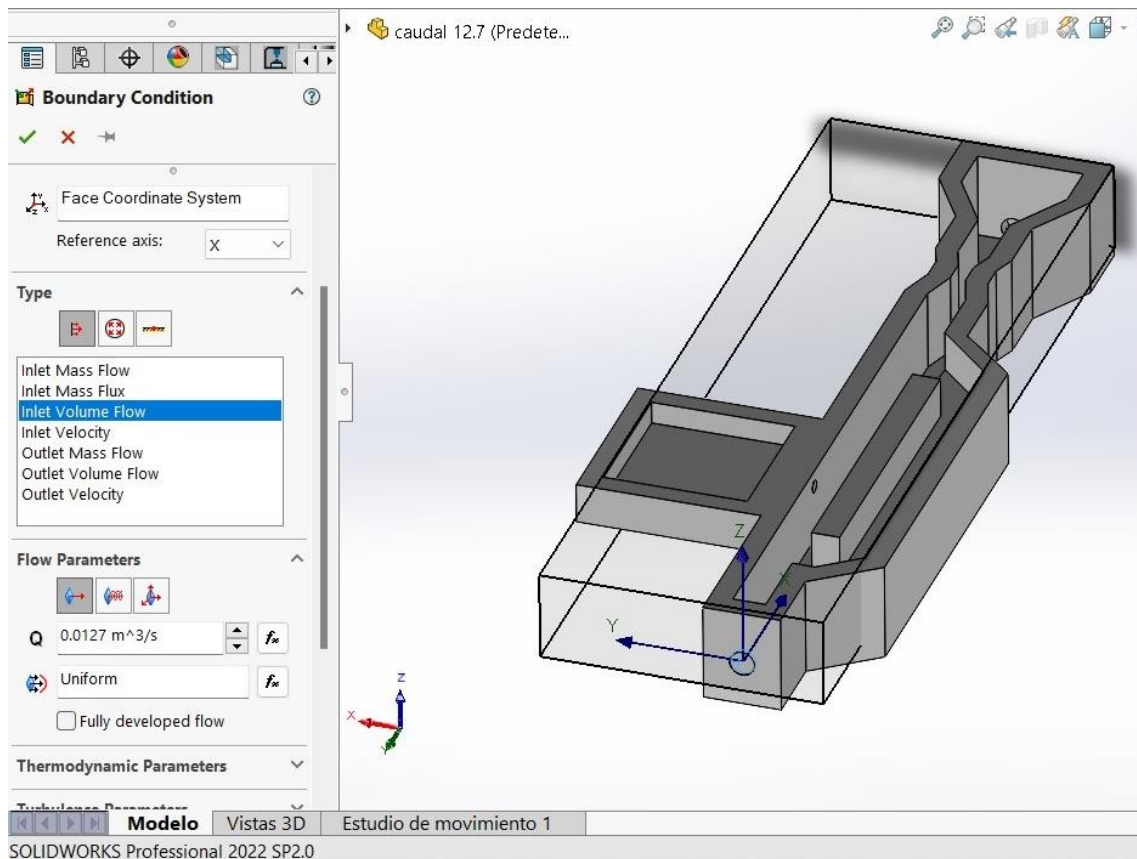 caudal 12.7 (Predete...
Boundary Condition
Face Coordinate System
Reference axis: X
Type
Inlet Mass Flow
Inlet Mass Flux
Inlet Volume Flow
Inlet Velocity
Outlet Mass Flow
Outlet Volume Flow
Outlet Velocity
Flow Parameters
Q 0.0127 m^3/s
Uniform
Fully developed flow
Thermodynamic Parameters
Turbulence Parameters
Z
X
Y
Z
X
Y
Modelo Vistas 3D Estudio de movimiento 1
SOLIDWORKS Professional 2022 SP2.0